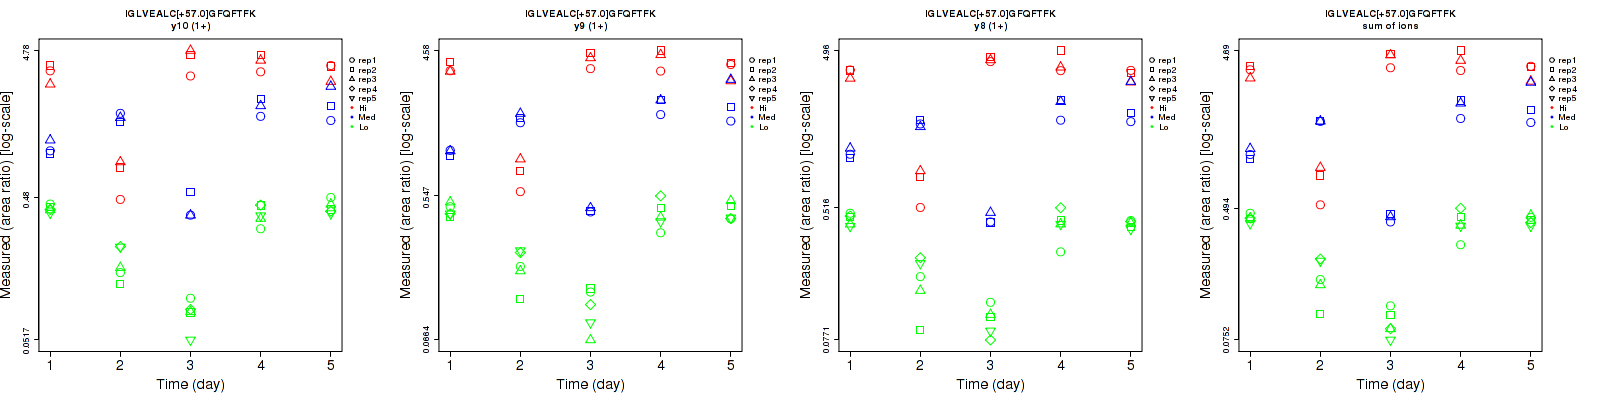 IGLVEALC[+57.0]GFQFTFK
y10 (1+)
Measured (area ratio) [log-scale]
4.78
0.48
0.0517
1 2 3 4 5
Time (day)
rep1
rep2
rep3
rep4
rep5
Hi
Med
Lo
IGLVEALC[+57.0]GFQFTFK
y9 (1+)
Measured (area ratio) [log-scale]
4.58
0.547
0.0664
1 2 3 4 5
Time (day)
rep1
rep2
rep3
rep4
rep5
Hi
Med
Lo
IGLVEALC[+57.0]GFQFTFK
y8 (1+)
Measured (area ratio) [log-scale]
4.96
0.516
0.0771
1 2 3 4 5
Time (day)
rep1
rep2
rep3
rep4
rep5
Hi
Med
Lo
IGLVEALC[+57.0]GFQFTFK
sum of ions
Measured (area ratio) [log-scale]
4.69
0.494
0.0752
1 2 3 4 5
Time (day)
rep1
rep2
rep3
rep4
rep5
Hi
Med
Lo